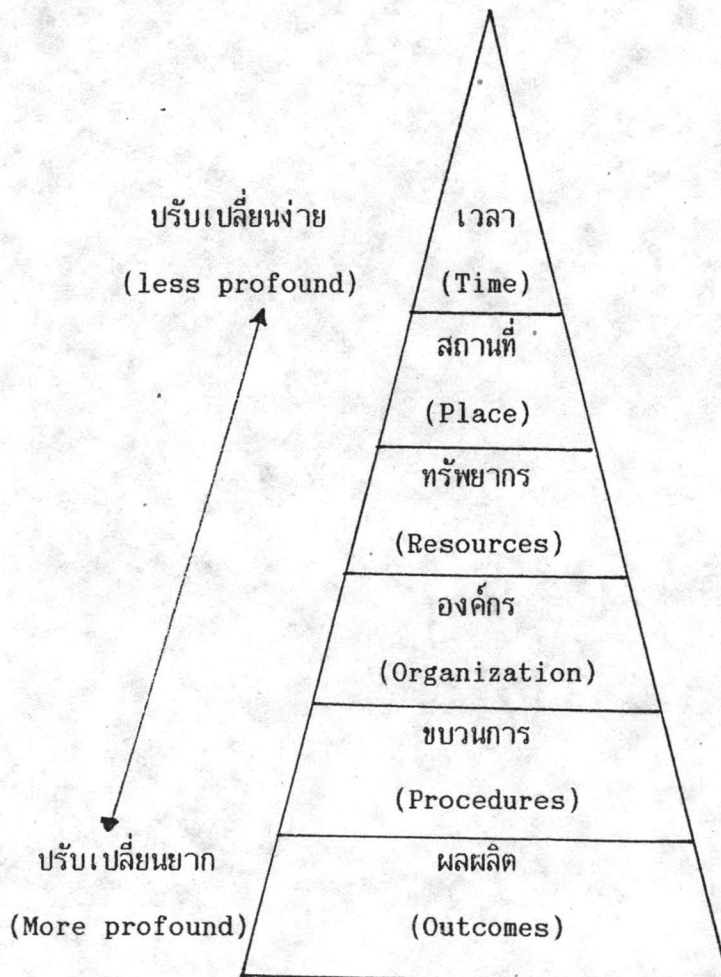 ปรับเปลี่ยนง่าย
(less profound)
เวลา
(Time)
สถานที่
(Place)
ทรัพยากร
(Resources)
องค์กร
(Organization)
ขบวนการ
(Procedures)
ปรับเปลี่ยนยาก
(More profound)
ผลผลิต
(Outcomes)